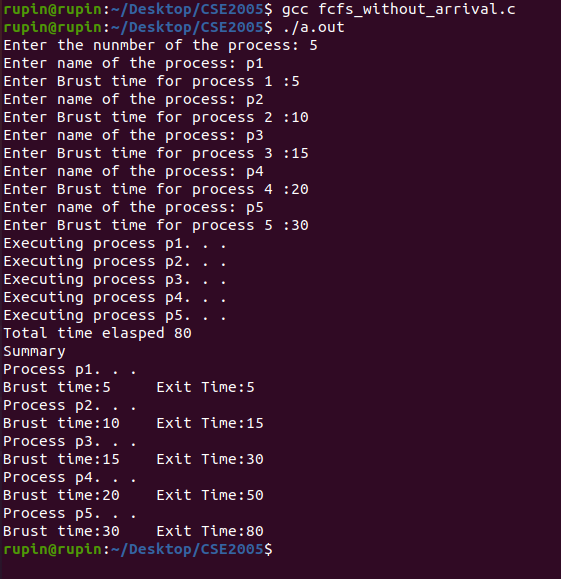 rupin@rupin:~/Desktop/CSE2005$ gcc fcfs_without_arrival.c
rupin@rupin:~/Desktop/CSE2005$ ./a.out
Enter the nunmber of the process: 5
Enter name of the process: p1
Enter Brust time for process 1 :5
Enter name of the process: p2
Enter Brust time for process 2 :10
Enter name of the process: p3
Enter Brust time for process 3 :15
Enter name of the process: p4
Enter Brust time for process 4 :20
Enter name of the process: p5
Enter Brust time for process 5 :30
Executing process p1. . .
Executing process p2. . .
Executing process p3. . .
Executing process p4. . .
Executing process p5. . .
Total time elasped 80
Summary
Process p1. . .
Brust time:5     Exit Time:5
Process p2. . .
Brust time:10    Exit Time:15
Process p3. . .
Brust time:15    Exit Time:30
Process p4. . .
Brust time:20    Exit Time:50
Process p5. . .
Brust time:30    Exit Time:80
rupin@rupin:~/Desktop/CSE2005$